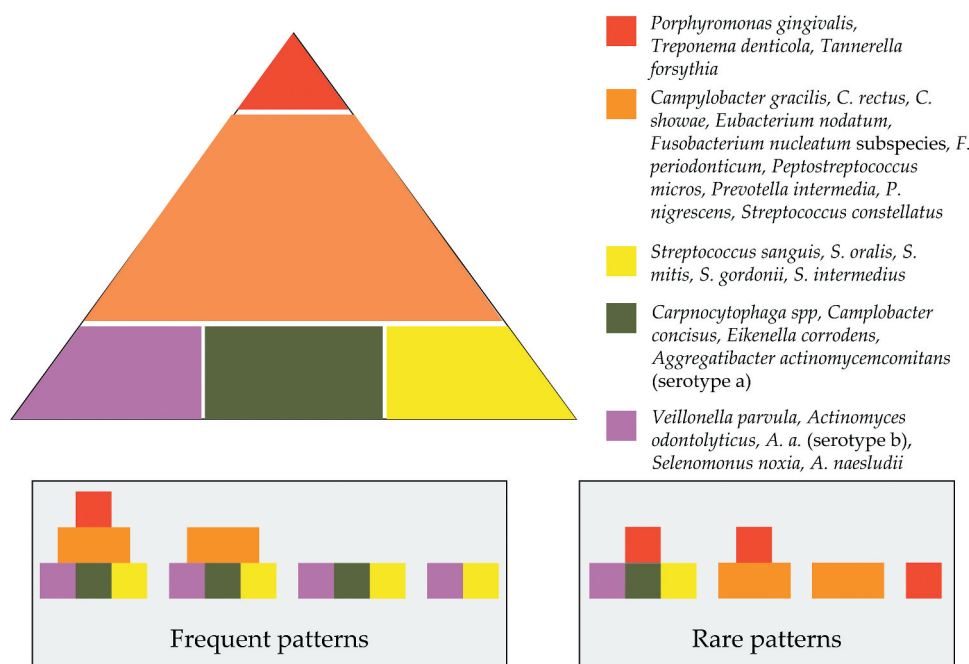 Porphyromonas gingivalis,
Treponema denticola, Tannerella
forsythia
Campylobacter gracilis, C. rectus, C.
showae, Eubacterium nodatum,
Fusobacterium nucleatum subspecies, F.
periodonticum, Peptostreptococcus
micros, Prevotella intermedia, P.
nigrescens, Streptococcus constellatus
Streptococcus sanguis, S. oralis, S.
mitis, S. gordonii, S. intermedius
Carpnocytophaga spp, Camplobacter
concisus, Eikenella corrodens,
Aggregatibacter actinomycemcomitans
(serotype a)
Veillonella parvula, Actinomyces
odontolyticus, A. a. (serotype b),
Selenomonus noxia, A. naesludii
Frequent patterns
Rare patterns